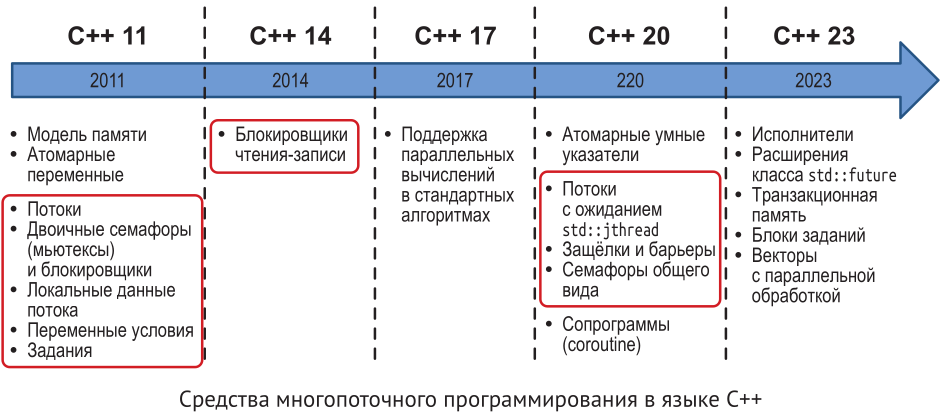 C++ 11
C++ 14
C++ 17
C++ 20
C++ 23
2011
2014
2017
220
2023
• Модель памяти
• Атомарные
переменные
• Потоки
• Двоичные семафоры
(мьютексы)
и блокировщики
• Локальные данные
потока
• Переменные условия
• Задания
• Блокировщики
чтения-записи
• Поддержка
параллельных
вычислений
в стандартных
алгоритмах
• Атомарные умные
указатели
• Потоки
с ожиданием
std::jthread
• Защёлки и барьеры
• Семафоры общего
вида
• Сопрограммы
(coroutine)
• Исполнители
• Расширения
класса std::future
• Транзакционная
память
• Блоки заданий
• Векторы
с параллельной
обработкой
Средства многопоточного программирования в языке C++